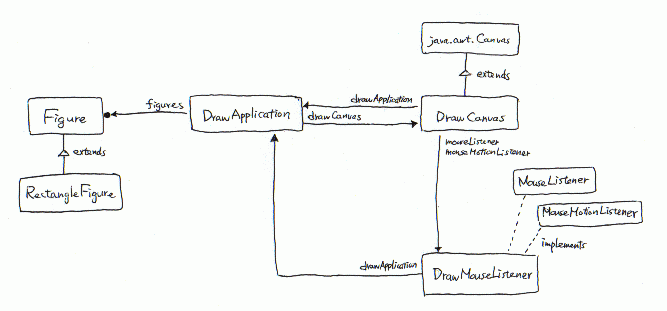 java.awt.Canvas
extends
figures
drawApplication
Figure
DrawApplication
drawCanvas
DrawCanvas
extends
mouseListener
mouseMotionListener
RectangleFigure
MouseListener
MouseMotionListener
implements
drawApplication
DrawMouseListener